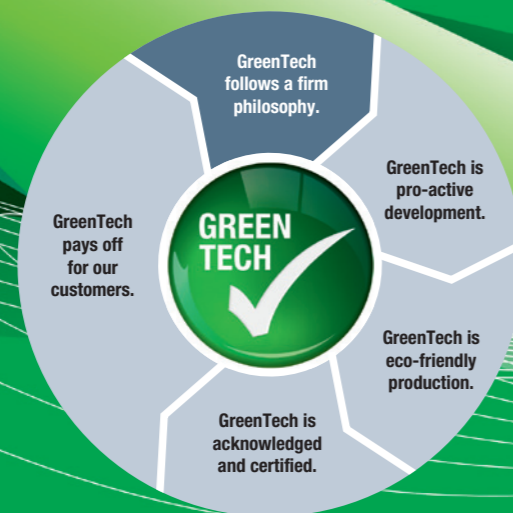 GreenTech
follows a firm
philosophy.
GreenTech is
pro-active
development.
GreenTech is
eco-friendly
production.
GreenTech is
acknowledged
and certified.
GreenTech
pays off
for our
customers.
GREEN
TECH